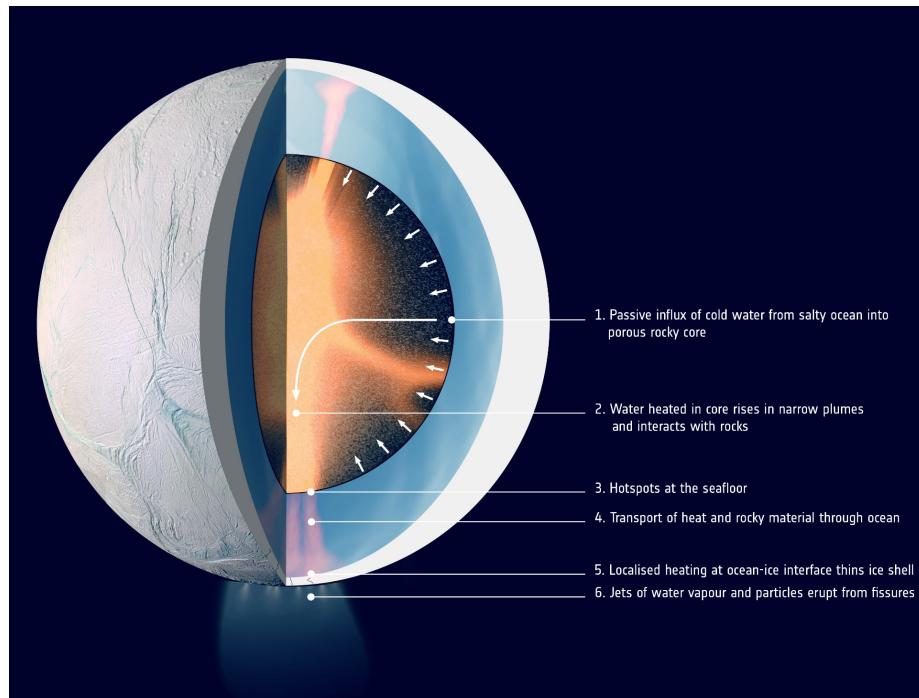 1. Passive influx of cold water from salty ocean into
porous rocky core
2. Water heated in core rises in narrow plumes
and interacts with rocks
3. Hotspots at the seafloor
4. Transport of heat and rocky material through ocean
5. Localised heating at ocean-ice interface thins ice shell
6. Jets of water vapour and particles erupt from fissures